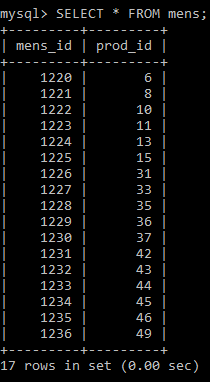 mysql> SELECT * FROM mens;
+---------+---------+
| mens_id | prod_id |
+---------+---------+
|    1220 |       6 |
|    1221 |       8 |
|    1222 |      10 |
|    1223 |      11 |
|    1224 |      13 |
|    1225 |      15 |
|    1226 |      31 |
|    1227 |      33 |
|    1228 |      35 |
|    1229 |      36 |
|    1230 |      37 |
|    1231 |      42 |
|    1232 |      43 |
|    1233 |      44 |
|    1234 |      45 |
|    1235 |      46 |
|    1236 |      49 |
+---------+---------+
17 rows in set (0.00 sec)